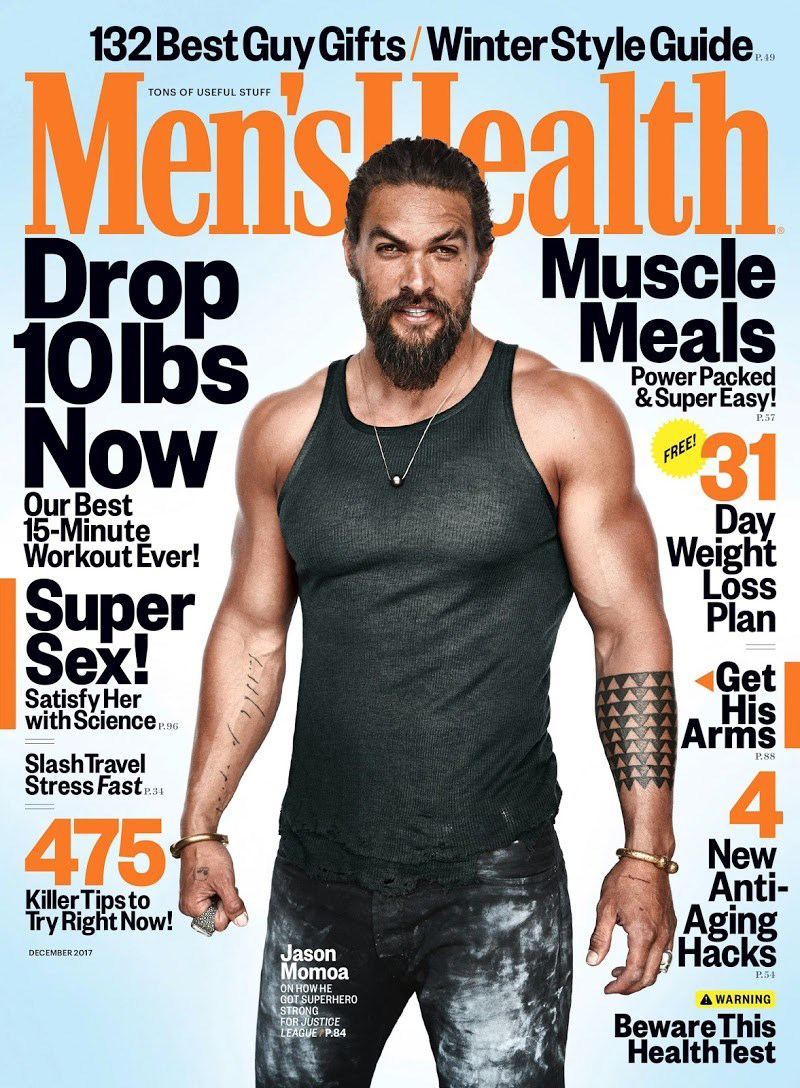 132 Best Guy Gifts / Winter Style Guide P.49
TONS OF USEFUL STUFF
Men's Health®
Drop
10 lbs
Now
Our Best
15-Minute
Workout Ever!
Super
Sex!
Satisfy Her
with Science P.96
Slash Travel
Stress Fast P.34
475
Killer Tips to
Try Right Now!
DECEMBER 2017
Jason
Momoa
ON HOW HE
GOT SUPERHERO
STRONG
FOR JUSTICE
LEAGUE / P.84
Muscle
Meals
Power Packed
& Super Easy!
P.57
FREE!
31
Day
Weight
Loss
Plan
Get
His
Arms
P.88
4
New
Anti-
Aging
Hacks
P.54
WARNING
Beware This
Health Test